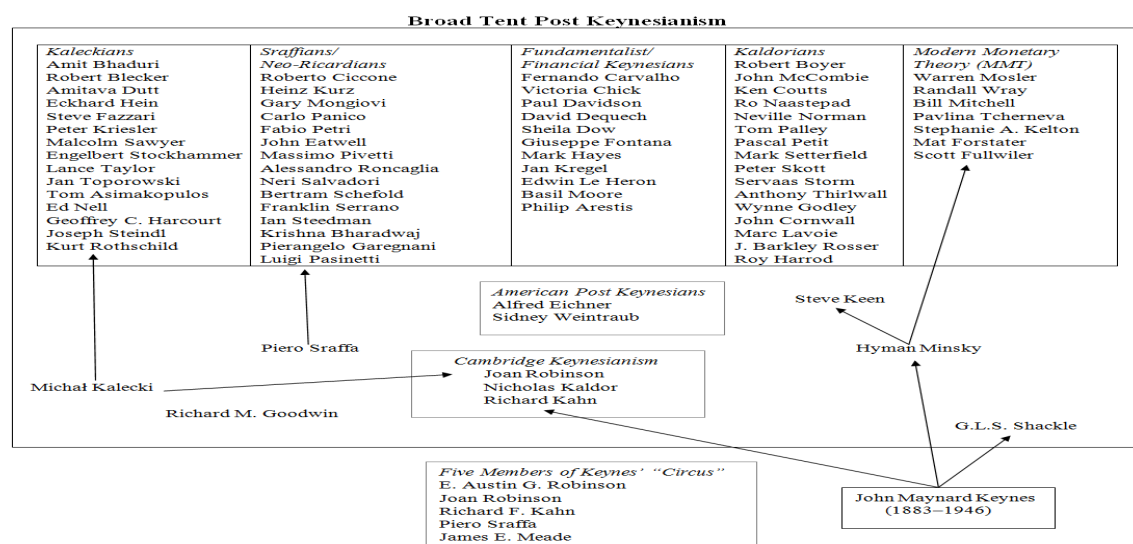 Broad Tent Post Keynesianism
Kaleckians
Amit Bhaduri
Robert Blecker
Amitava Dutt
Eckhard Hein
Steve Fazzari
Peter Kriesler
Malcolm Sawyer
Engelbert Stockhammer
Lance Taylor
Jan Toporowski
Tom Asimakopulos
Ed Nell
Geoffrey C. Harcourt
Joseph Steindl
Kurt Rothschild
Sraffians/
Neo-Ricardians
Roberto Ciccone
Heinz Kurz
Gary Mongiovi
Carlo Panico
Fabio Petri
John Eatwell
Massimo Pivetti
Alessandro Roncaglia
Neri Salvadori
Bertram Schefold
Franklin Serrano
Ian Steedman
Krishna Bharadwaj
Pierangelo Garegnani
Luigi Pasinetti
Fundamentalist/
Financial Keynesians
Fernando Carvalho
Victoria Chick
Paul Davidson
David Dequech
Sheila Dow
Giuseppe Fontana
Mark Hayes
Jan Kregel
Edwin Le Heron
Basil Moore
Philip Arestis
Kaldorians
Robert Boyer
John McCombie
Ken Coutts
Ro Naastepad
Neville Norman
Tom Palley
Pascal Petit
Mark Setterfield
Peter Skott
Servaas Storm
Anthony Thirlwall
Wynne Godley
John Cornwall
Marc Lavoie
J. Barkley Rosser
Roy Harrod
Modern Monetary
Theory (MMT)
Warren Mosler
Randall Wray
Bill Mitchell
Pavlina Tcherneva
Stephanie A. Kelton
Mat Forstater
Scott Fullwiler
American Post Keynesians
Alfred Eichner
Sidney Weintraub
Steve Keen
Piero Sraffa
Hyman Minsky
Cambridge Keynesianism
Joan Robinson
Nicholas Kaldor
Richard Kahn
Michał Kalecki
Richard M. Goodwin
G.L.S. Shackle
Five Members of Keynes' “Circus”
E. Austin G. Robinson
Joan Robinson
Richard F. Kahn
Piero Sraffa
James E. Meade
John Maynard Keynes
(1883–1946)